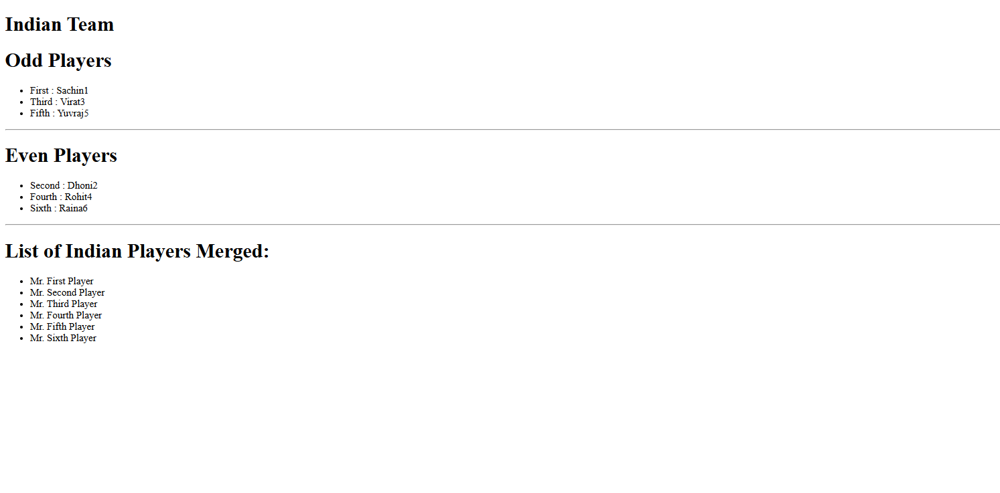 Indian Team
Odd Players
First : Sachin1
Third : Virat3
Fifth : Yuvraj5
Even Players
Second : Dhoni2
Fourth : Rohit4
Sixth : Raina6
List of Indian Players Merged:
Mr. First Player
Mr. Second Player
Mr. Third Player
Mr. Fourth Player
Mr. Fifth Player
Mr. Sixth Player